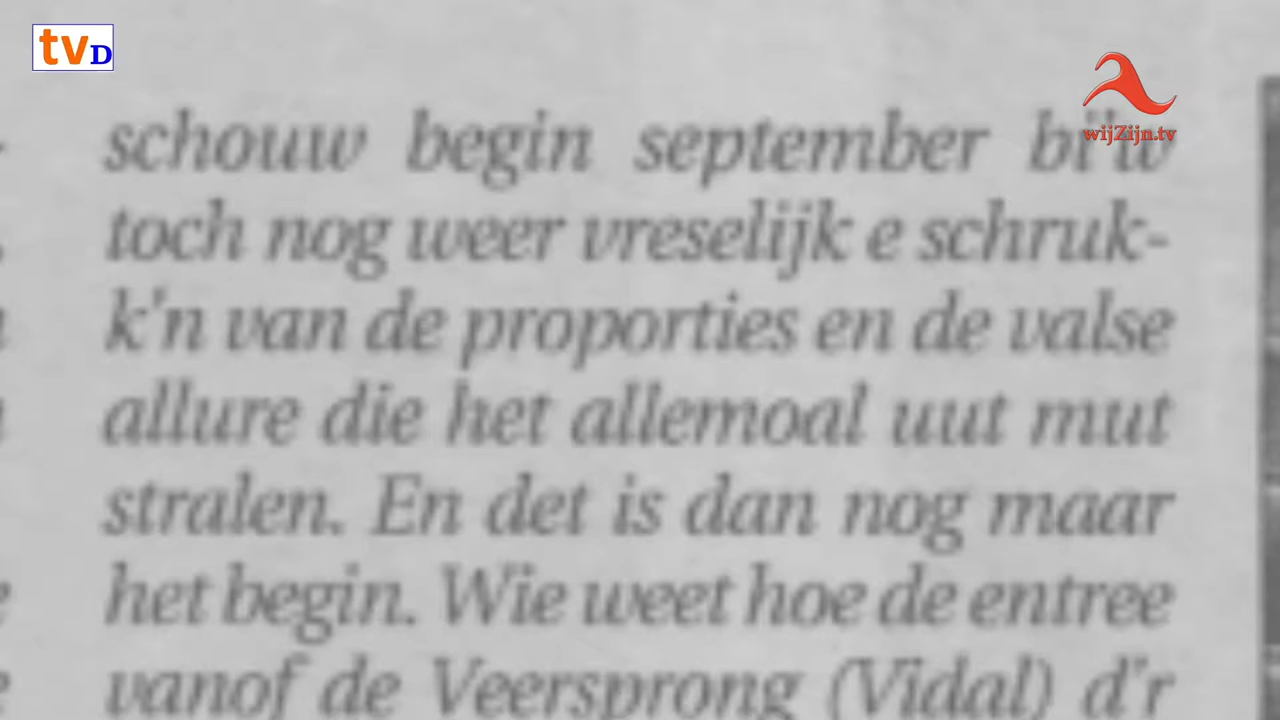 tvD
wijZijn.tv
schouw begin september bi'w
toch nog weer vreselijk e schruk-
k'n van de proporties en de valse
allure die het allemoal uut mut
stralen. En det is dan nog maar
het begin. Wie weet hoe de entree
vanof de Veersprong (Vidal) d'r